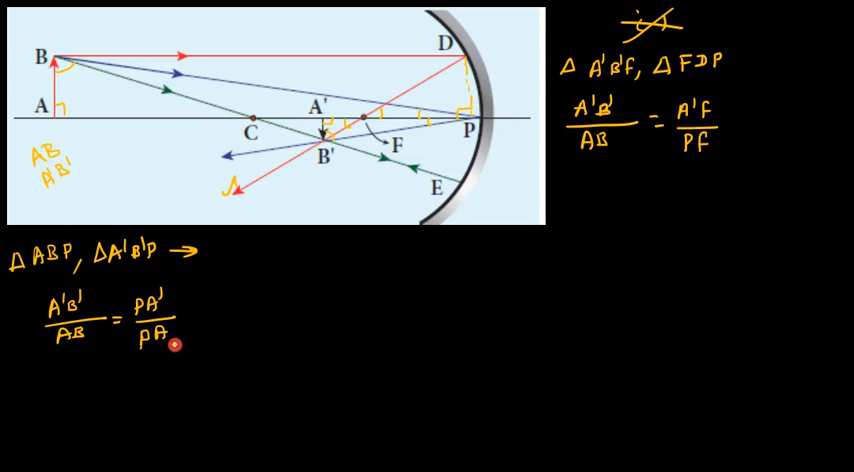 B
D
A
A'
C
B'
F
P
E
AB
A'B'
Δ A'B'F, Δ FDP
A'B'/AB = A'F/PF
Δ ABP, ΔA'B'P →
A'B'/AB = PA'/PA